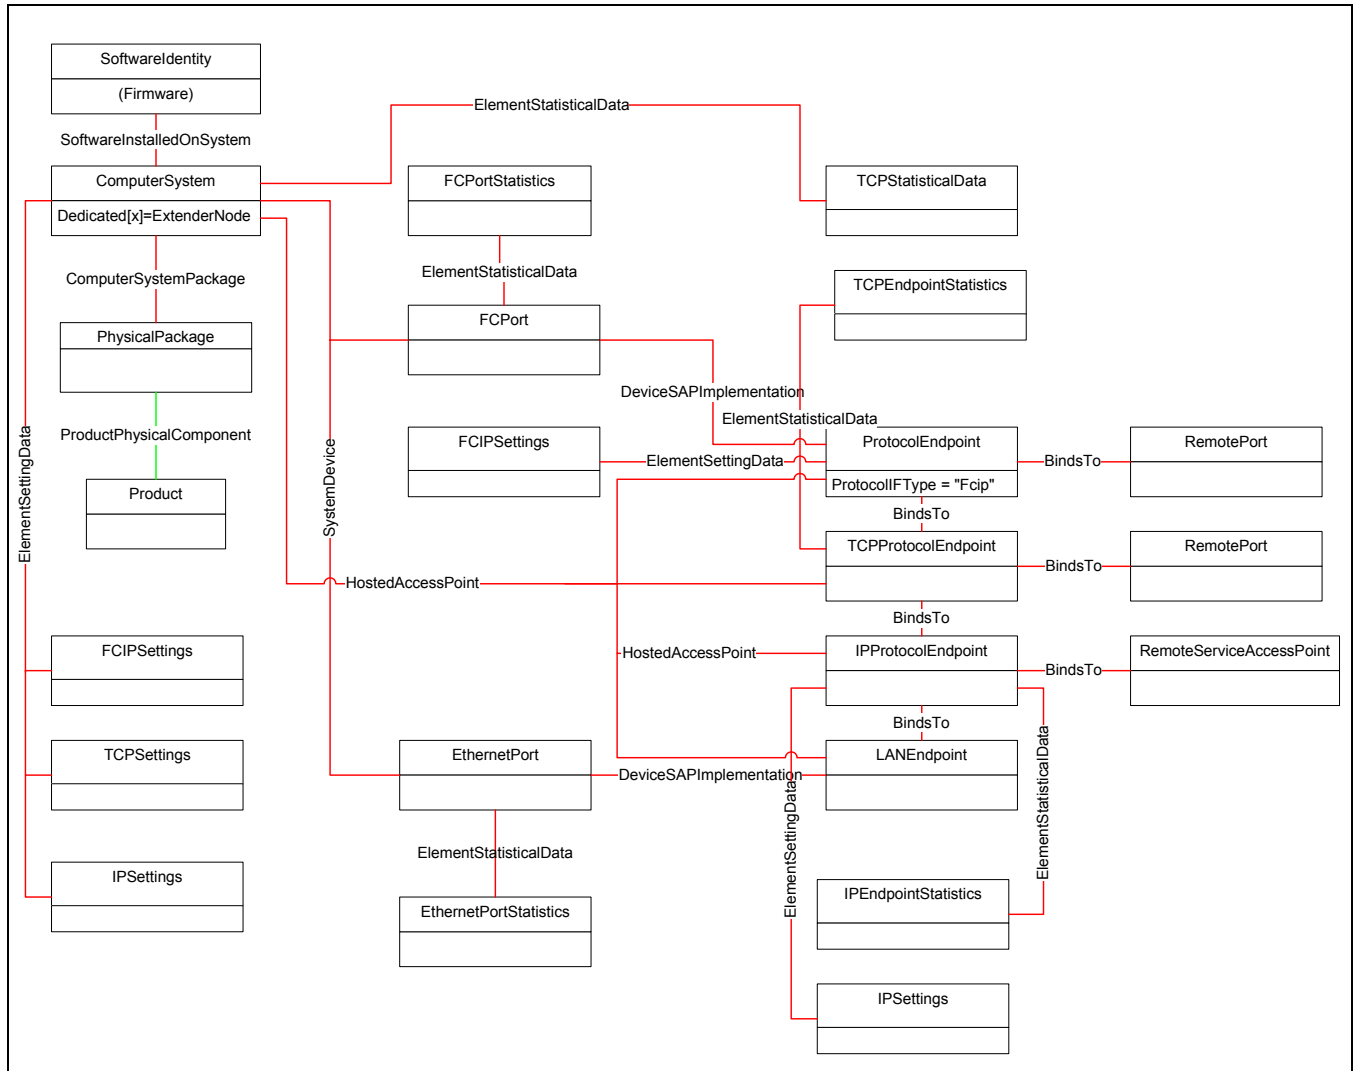 SoftwareIdentity
(Firmware)
ElementStatisticalData
SoftwareInstalledOnSystem
ComputerSystem
Dedicated[x]=ExtenderNode
FCPortStatistics
TCPStatisticalData
ComputerSystemPackage
ElementStatisticalData
TCPEndpointStatistics
PhysicalPackage
FCPort
DeviceSAPImplementation
ElementStatisticalData
ProductPhysicalComponent
FCIPSettings
ElementSettingData
ProtocolEndpoint
ProtocolIFType = "Fcip"
BindsTo
RemotePort
Product
ElementSettingData
SystemDevice
BindsTo
TCPProtocolEndpoint
BindsTo
RemotePort
HostedAccessPoint
BindsTo
FCIPSettings
HostedAccessPoint
IPProtocolEndpoint
BindsTo
RemoteServiceAccessPoint
BindsTo
TCPSettings
EthernetPort
DeviceSAPImplementation
LANEndpoint
ElementSettingData
ElementStatisticalData
ElementStatisticalData
IPSettings
EthernetPortStatistics
IPEndpointStatistics
IPSettings